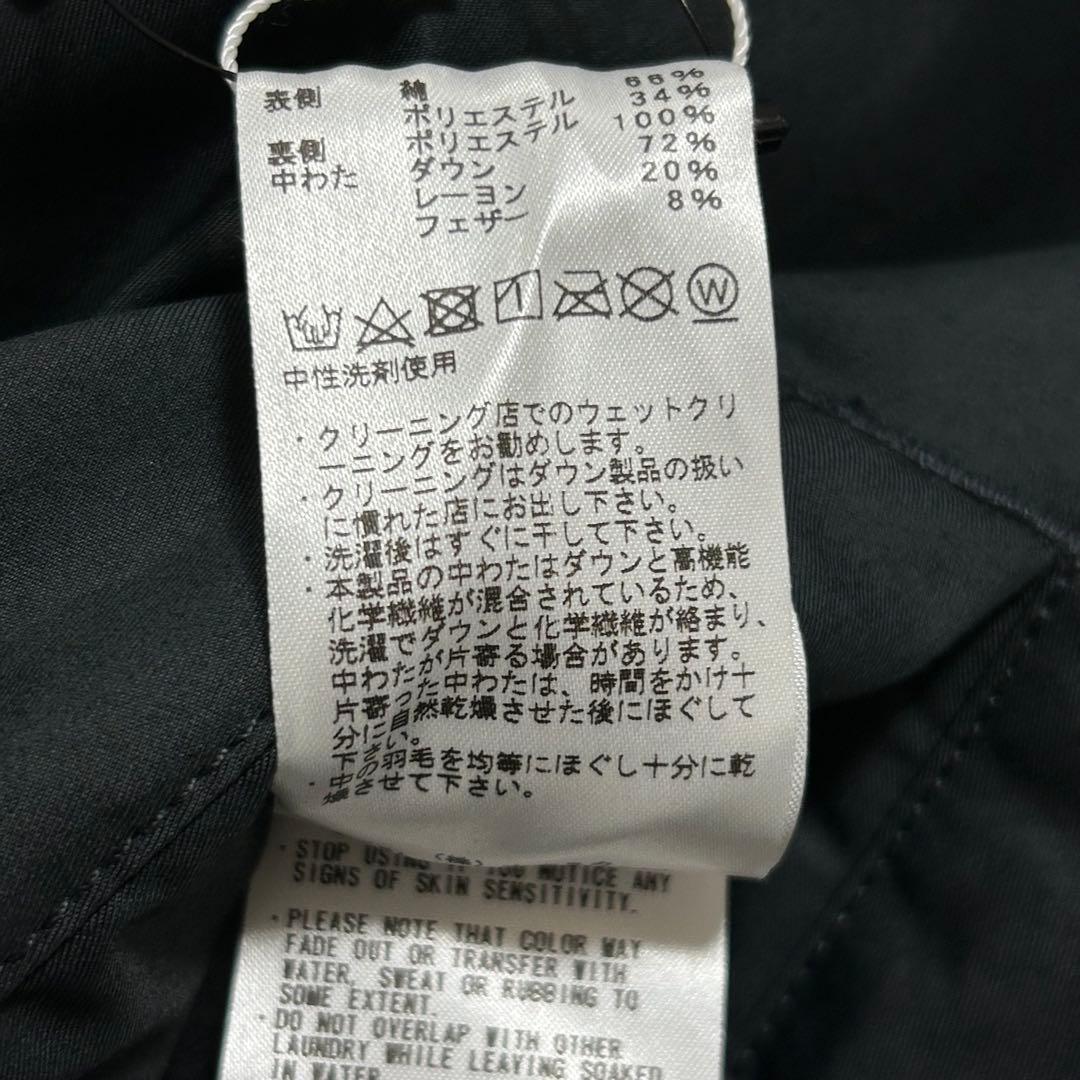 表側 綿 66%
ポリエステル 34%
裏側 ポリエステル 100%
中わた ダウン 72%
レーヨン 20%
フェザー 8%
W
中性洗剤使用
・クリーニング店でのウェットクリ
ーニングをお勧めします。
・クリーニングはダウン製品の扱い
に慣れた店にお出し下さい。
・洗濯後はすぐに干して下さい。
・本製品の中わたはダウンと高機能
化学繊維が混合されているため、
洗濯でダウンと化学繊維が絡まり、
中わたが片寄る場合があります。
片寄った中わたは、時間をかけ十
分に自然乾燥させた後にほぐして
下さい。
・中の羽毛を均等にほぐし十分に乾
燥させて下さい。
(株)
・STOP USING IF YOU NOTICE ANY
SIGNS OF SKIN SENSITIVITY.
・PLEASE NOTE THAT COLOR WAY
FADE OUT OR TRANSFER WITH
WATER, SWEAT OR RUBBING TO
SOME EXTENT.
・DO NOT OVERLAP WITH OTHER
LAUNDRY WHILE LEAVING SOAKED
IN WATER